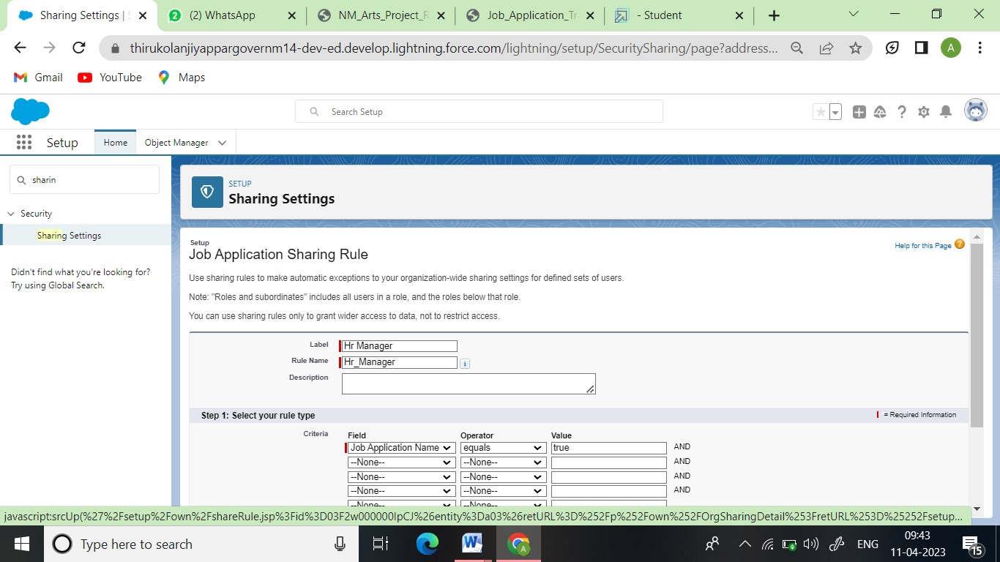 Sharing Settings | S
(2) WhatsApp
NM_Arts_Project_R
Job_Application_Tr
- Student
thirukolanjiyappargovernm14-dev-ed.develop.lightning.force.com/lightning/setup/SecuritySharing/page?address...
A
Gmail
YouTube
Maps
Search Setup
Setup
Home
Object Manager
sharin
Security
Sharing Settings
Didn't find what you're looking for?
Try using Global Search.
SETUP
Sharing Settings
Setup
Job Application Sharing Rule
Help for this Page
Use sharing rules to make automatic exceptions to your organization-wide sharing settings for defined sets of users.
Note: "Roles and subordinates" includes all users in a role, and the roles below that role.
You can use sharing rules only to grant wider access to data, not to restrict access.
Label Hr Manager
Rule Name Hr_Manager
Description
Step 1: Select your rule type
= Required Information
Criteria
Field Operator Value
Job Application Name equals true AND
--None-- --None-- AND
--None-- --None-- AND
--None-- --None-- AND
--None-- --None--
javascript:srcUp(%27%2Fsetup%2Fown%2FshareRule.jsp%3Fid%3D03F2w000000lpCJ%26entity%3Da03%26retURL%3D%252Fp%252Fown%252FOrgSharingDetail%253FretURL%253D%25252Fsetup...
Type here to search
ENG
09:43
11-04-2023
15